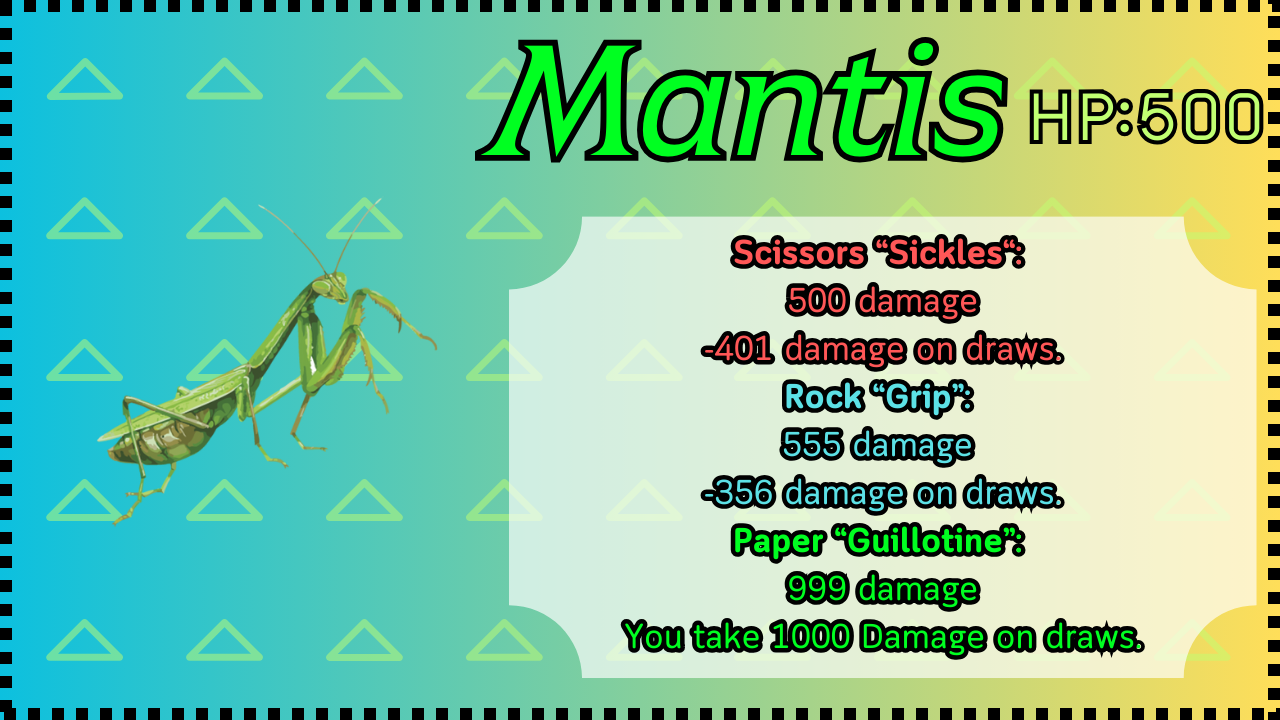 Mantis HP:500
Scissors “Sickles“:
500 damage
-401 damage on draws.
Rock “Grip”:
555 damage
-356 damage on draws.
Paper “Guillotine”:
999 damage
You take 1000 Damage on draws.